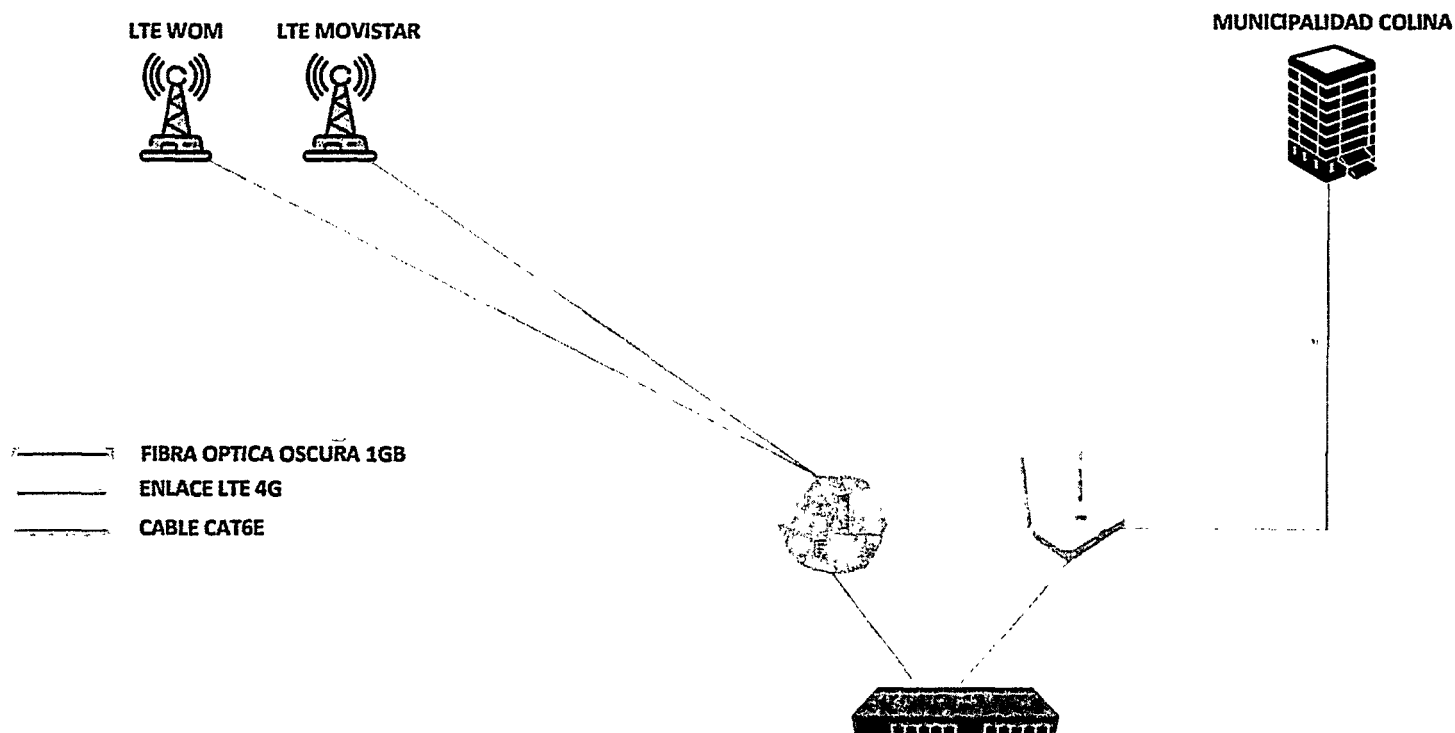 LTE WOM
LTE MOVISTAR
MUNICIPALIDAD COLINA
FIBRA OPTICA OSCURA 1GB
ENLACE LTE 4G
CABLE CAT6E